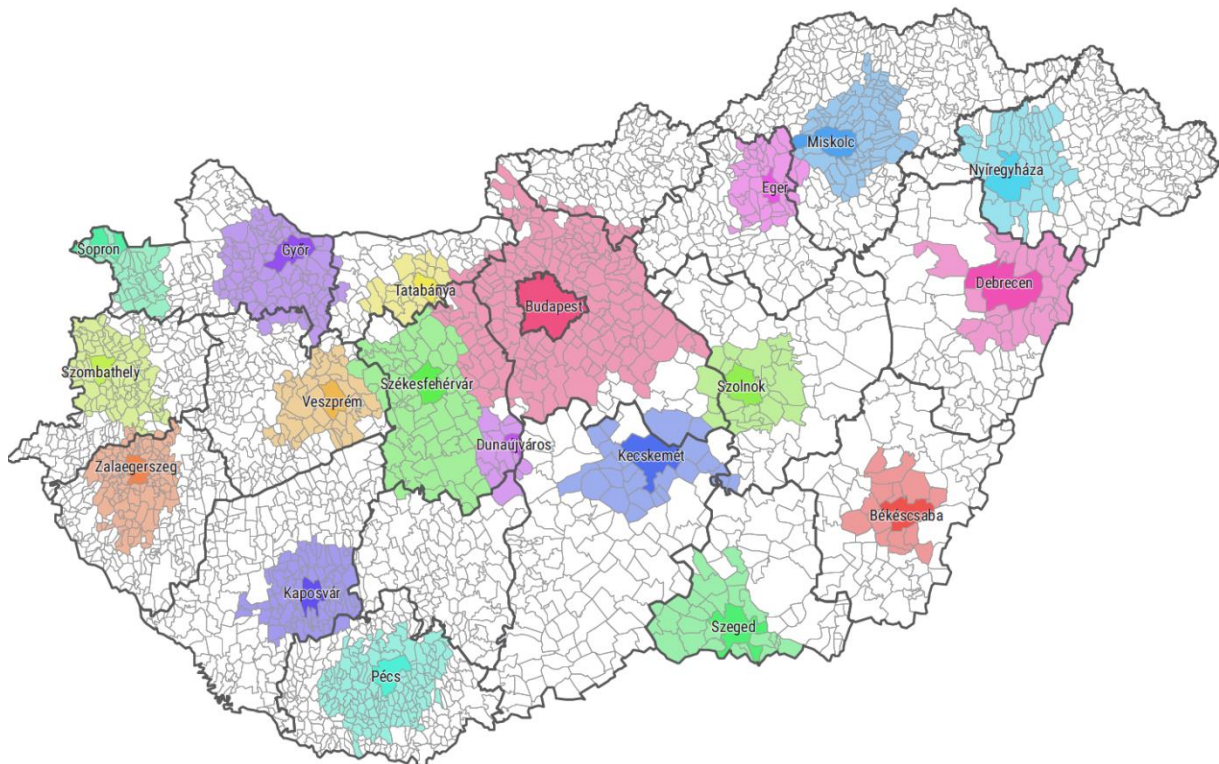 Miskolc
Nyíregyháza
Eger
Sopron
Győr
Tatabánya
Debrecen
Budapest
Szombathely
Székesfehérvár
Szolnok
Veszprém
Dunaújváros
Kecskemét
Zalaegerszeg
Békéscsaba
Kaposvár
Szeged
Pécs